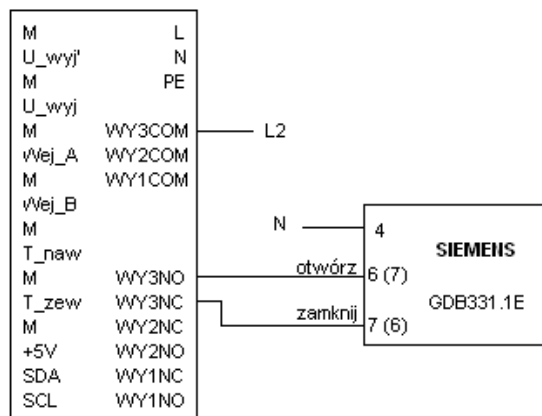 M L
U_wyj' N
M PE
U_wyj
M WY3COM L2
Wej_A WY2COM
M WY1COM
Wej_B
N 4
M
SIEMENS
T_naw
otwórz
M WY3NO 6 (7)
T_zew WY3NC GDB331.1E
zamknij
M WY2NC 7 (6)
+5V WY2NO
SDA WY1NC
SCL WY1NO